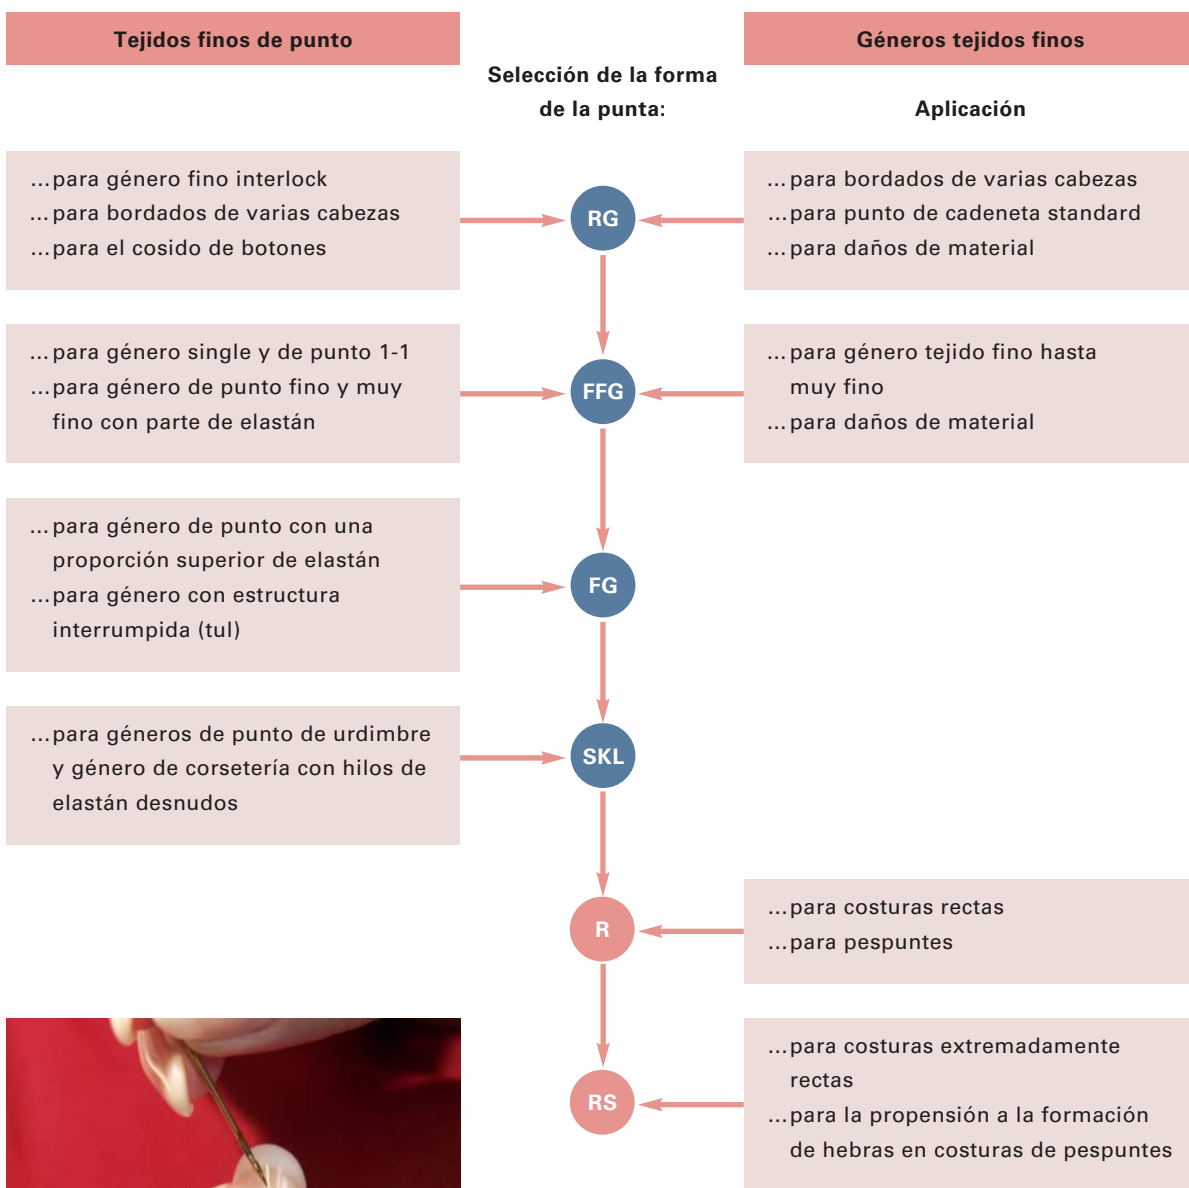 Tejidos finos de punto
Selección de la forma
de la punta:
Géneros tejidos finos
Aplicación
...para género fino interlock
...para bordados de varias cabezas
...para el cosido de botones
RG
...para bordados de varias cabezas
...para punto de cadeneta standard
...para daños de material
...para género single y de punto 1-1
...para género de punto fino y muy
fino con parte de elastán
FFG
...para género tejido fino hasta
muy fino
...para daños de material
...para género de punto con una
proporción superior de elastán
...para género con estructura
interrumpida (tul)
FG
...para géneros de punto de urdimbre
y género de corsetería con hilos de
elastán desnudos
SKL
R
...para costuras rectas
...para pespuntes
RS
...para costuras extremadamente
rectas
...para la propensión a la formación
de hebras en costuras de pespuntes